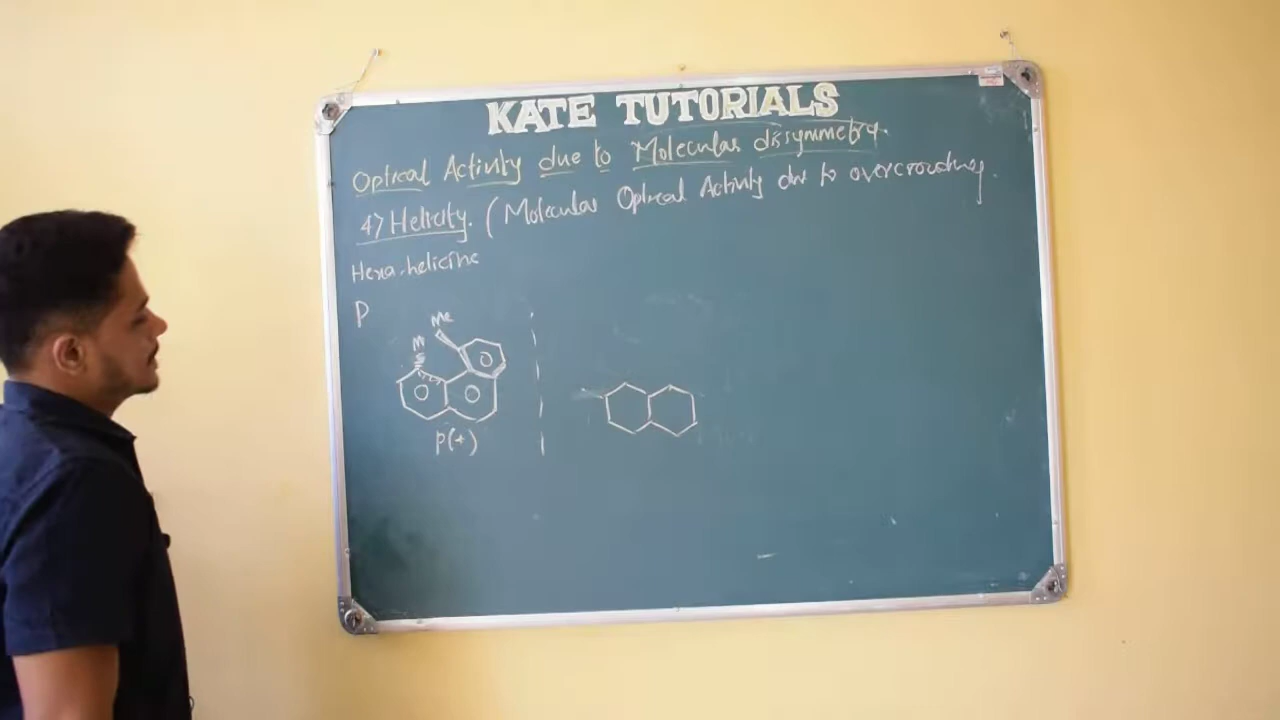 KATE TUTORIALS
Optical Activity due to Molecular dissymmetry.
4> Helicity. (Molecular Optical Activity due to overcrowding.
Hexa-helicine
P
Me
M
P(+)